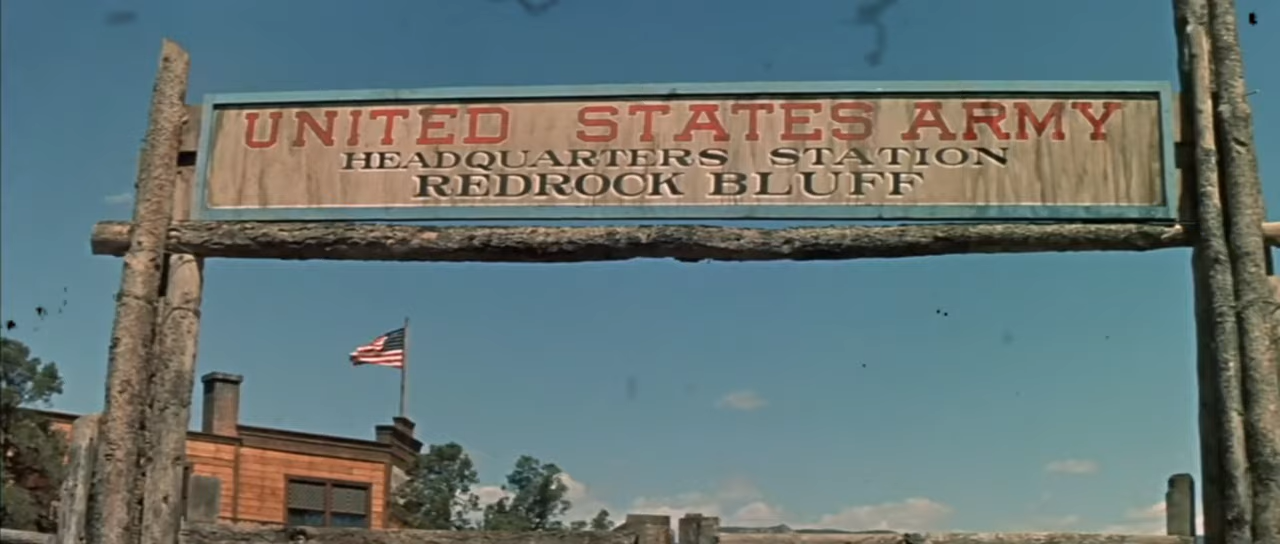 UNITED STATES ARMY
HEADQUARTERS STATION
REDROCK BLUFF